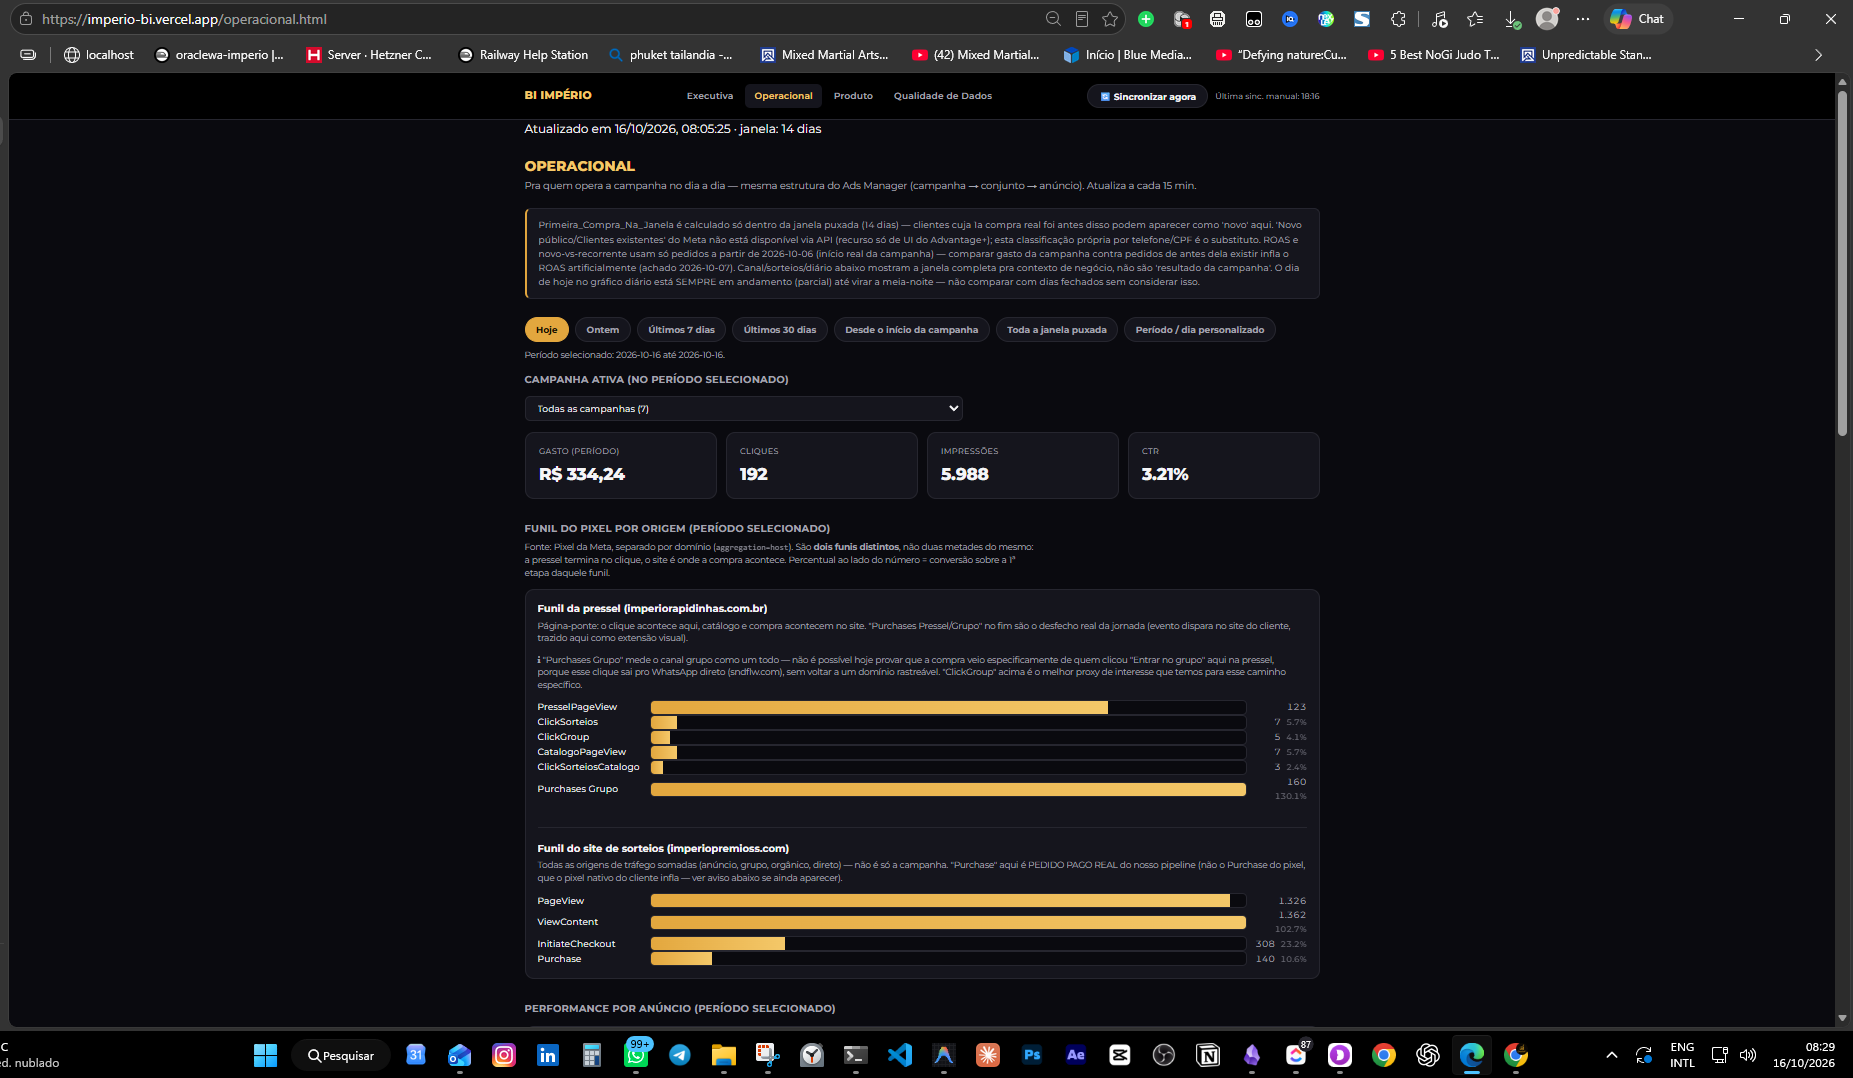 https://imperio-bi.vercel.app/operacional.html
Chat
localhost
oraclewa-imperio |...
Server · Hetzner C...
Railway Help Station
phuket tailandia -...
Mixed Martial Arts...
(42) Mixed Martial...
Início | Blue Media...
"Defying nature:Cu...
5 Best NoGi Judo T...
Unpredictable Stan...
BI IMPÉRIO
Executiva
Operacional
Produto
Qualidade de Dados
Sincronizar agora
Última sinc. manual: 18:16
Atualizado em 16/10/2026, 08:05:25 · janela: 14 dias
OPERACIONAL
Pra quem opera a campanha no dia a dia — mesma estrutura do Ads Manager (campanha → conjunto → anúncio). Atualiza a cada 15 min.
Primeira_Compra_Na_Janela é calculado só dentro da janela puxada (14 dias) — clientes cuja 1a compra real foi antes disso podem aparecer como 'novo' aqui. 'Novo
público/Clientes existentes' do Meta não está disponível via API (recurso só de UI do Advantage+); esta classificação própria por telefone/CPF é o substituto. ROAS e
novo-vs-recorrente usam só pedidos a partir de 2026-10-06 (início real da campanha) — comparar gasto da campanha contra pedidos de antes dela existir infla o
ROAS artificialmente (achado 2026-10-07). Canal/sorteios/diário abaixo mostram a janela completa pra contexto de negócio, não são 'resultado da campanha'. O dia
de hoje no gráfico diário está SEMPRE em andamento (parcial) até virar a meia-noite — não comparar com dias fechados sem considerar isso.
Hoje
Ontem
Últimos 7 dias
Últimos 30 dias
Desde o início da campanha
Toda a janela puxada
Período / dia personalizado
Período selecionado: 2026-10-16 até 2026-10-16.
CAMPANHA ATIVA (NO PERÍODO SELECIONADO)
Todas as campanhas (7)
GASTO (PERÍODO)
R$ 334,24
CLIQUES
192
IMPRESSÕES
5.988
CTR
3.21%
FUNIL DO PIXEL POR ORIGEM (PERÍODO SELECIONADO)
Fonte: Pixel da Meta, separado por domínio (aggregation=host). São dois funis distintos, não duas metades do mesmo:
a pressel termina no clique, o site é onde a compra acontece. Percentual ao lado do número = conversão sobre a 1ª
etapa daquele funil.
Funil da pressel (imperiorapidinhas.com.br)
Página-ponte: o clique acontece aqui, catálogo e compra acontecem no site. "Purchases Pressel/Grupo" no fim são o desfecho real da jornada (evento dispara no site do cliente,
trazido aqui como extensão visual).
ℹ "Purchases Grupo" mede o canal grupo como um todo — não é possível hoje provar que a compra veio especificamente de quem clicou "Entrar no grupo" aqui na pressel,
porque esse clique sai pro WhatsApp direto (sndflw.com), sem voltar a um domínio rastreável. "ClickGroup" acima é o melhor proxy de interesse que temos para esse caminho
específico.
PresselPageView 123
ClickSorteios 7 5.7%
ClickGroup 5 4.1%
CatalogoPageView 7 5.7%
ClickSorteiosCatalogo 3 2.4%
Purchases Grupo 160
130.1%
Funil do site de sorteios (imperiopremioss.com)
Todas as origens de tráfego somadas (anúncio, grupo, orgânico, direto) — não é só a campanha. "Purchase" aqui é PEDIDO PAGO REAL do nosso pipeline (não o Purchase do pixel,
que o pixel nativo do cliente infla — ver aviso abaixo se ainda aparecer).
PageView 1.326
ViewContent 1.362
102.7%
InitiateCheckout 308 23.2%
Purchase 140 10.6%
PERFORMANCE POR ANÚNCIO (PERÍODO SELECIONADO)
C
ed. nublado
Pesquisar
31
99+
Ps
Ae
87
ENG
INTL
08:29
16/10/2026